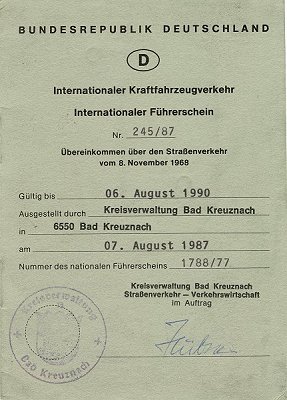 BUNDESREPUBLIK DEUTSCHLAND
D
Internationaler Kraftfahrzeugverkehr
Internationaler Führerschein
Nr. 245/87
Übereinkommen über den Straßenverkehr
vom 8. November 1968
Gültig bis 06. August 1990
Ausgestellt durch Kreisverwaltung Bad Kreuznach
in 6550 Bad Kreuznach
am 07. August 1987
Nummer des nationalen Führerscheins 1788/77
Kreisverwaltung Bad Kreuznach
Straßenverkehr – Verkehrswirtschaft
im Auftrag
Kreisverwaltung
Bad Kreuznach